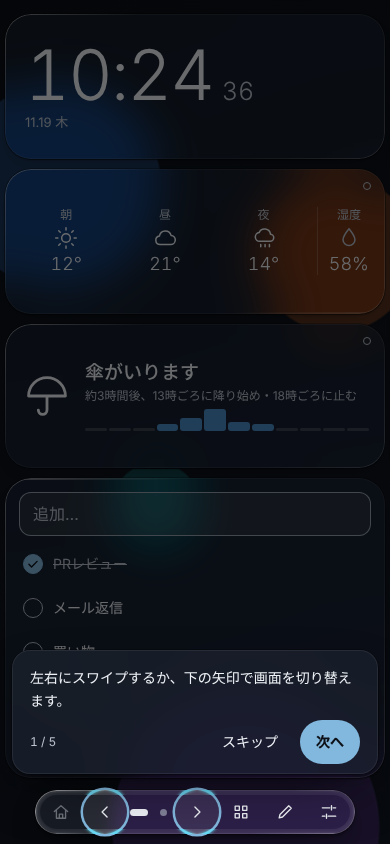 10:24 36
11.19 木
朝 昼 夜 湿度
12° 21° 14° 58%
傘がいります
約3時間後、13時ごろに降り始め・18時ごろに止む
追加...
PRレビュー
メール返信
左右にスワイプするか、下の矢印で画面を切り替え
ます。
1 / 5 スキップ 次へ